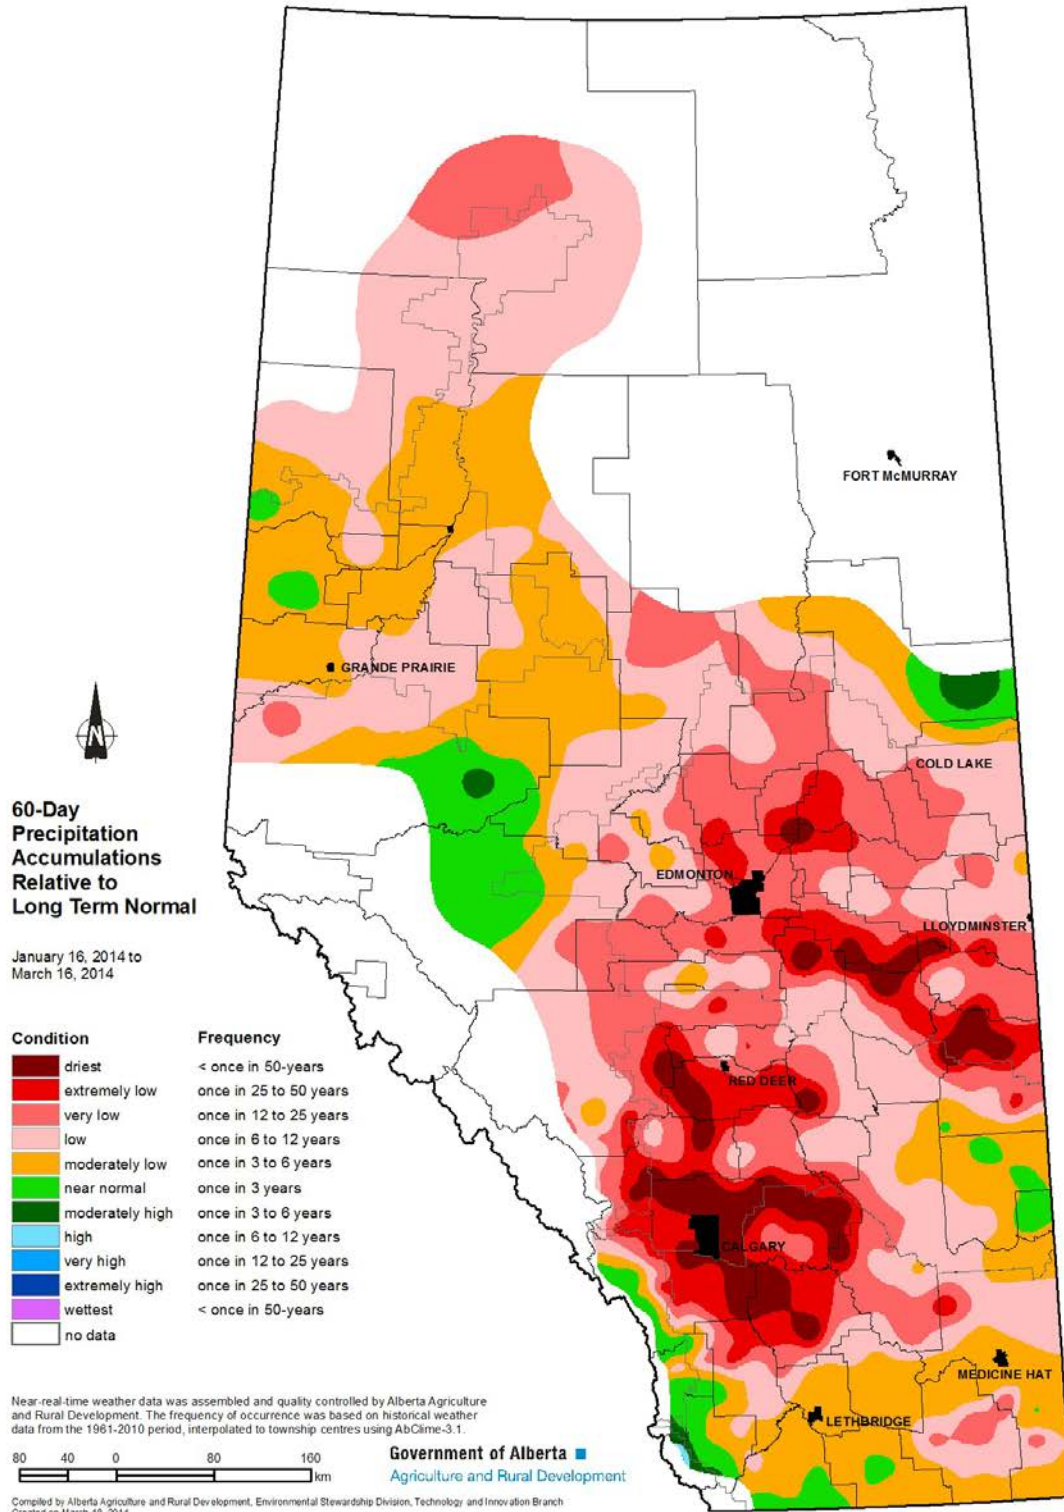 FORT McMURRAY
GRANDE PRAIRIE
COLD LAKE
EDMONTON
LLOYDMINSTER
RED DEER
CALGARY
MEDICINE HAT
LETHBRIDGE
N
60-Day
Precipitation
Accumulations
Relative to
Long Term Normal
January 16, 2014 to
March 16, 2014
Condition Frequency
driest < once in 50-years
extremely low once in 25 to 50 years
very low once in 12 to 25 years
low once in 6 to 12 years
moderately low once in 3 to 6 years
near normal once in 3 years
moderately high once in 3 to 6 years
high once in 6 to 12 years
very high once in 12 to 25 years
extremely high once in 25 to 50 years
wettest < once in 50-years
no data
Near-real-time weather data was assembled and quality controlled by Alberta Agriculture
and Rural Development. The frequency of occurrence was based on historical weather
data from the 1961-2010 period, interpolated to township centres using AbClime-3.1.
80 40 0 80 160
km
Government of Alberta
Agriculture and Rural Development
Compiled by Alberta Agriculture and Rural Development, Environmental Stewardship Division, Technology and Innovation Branch